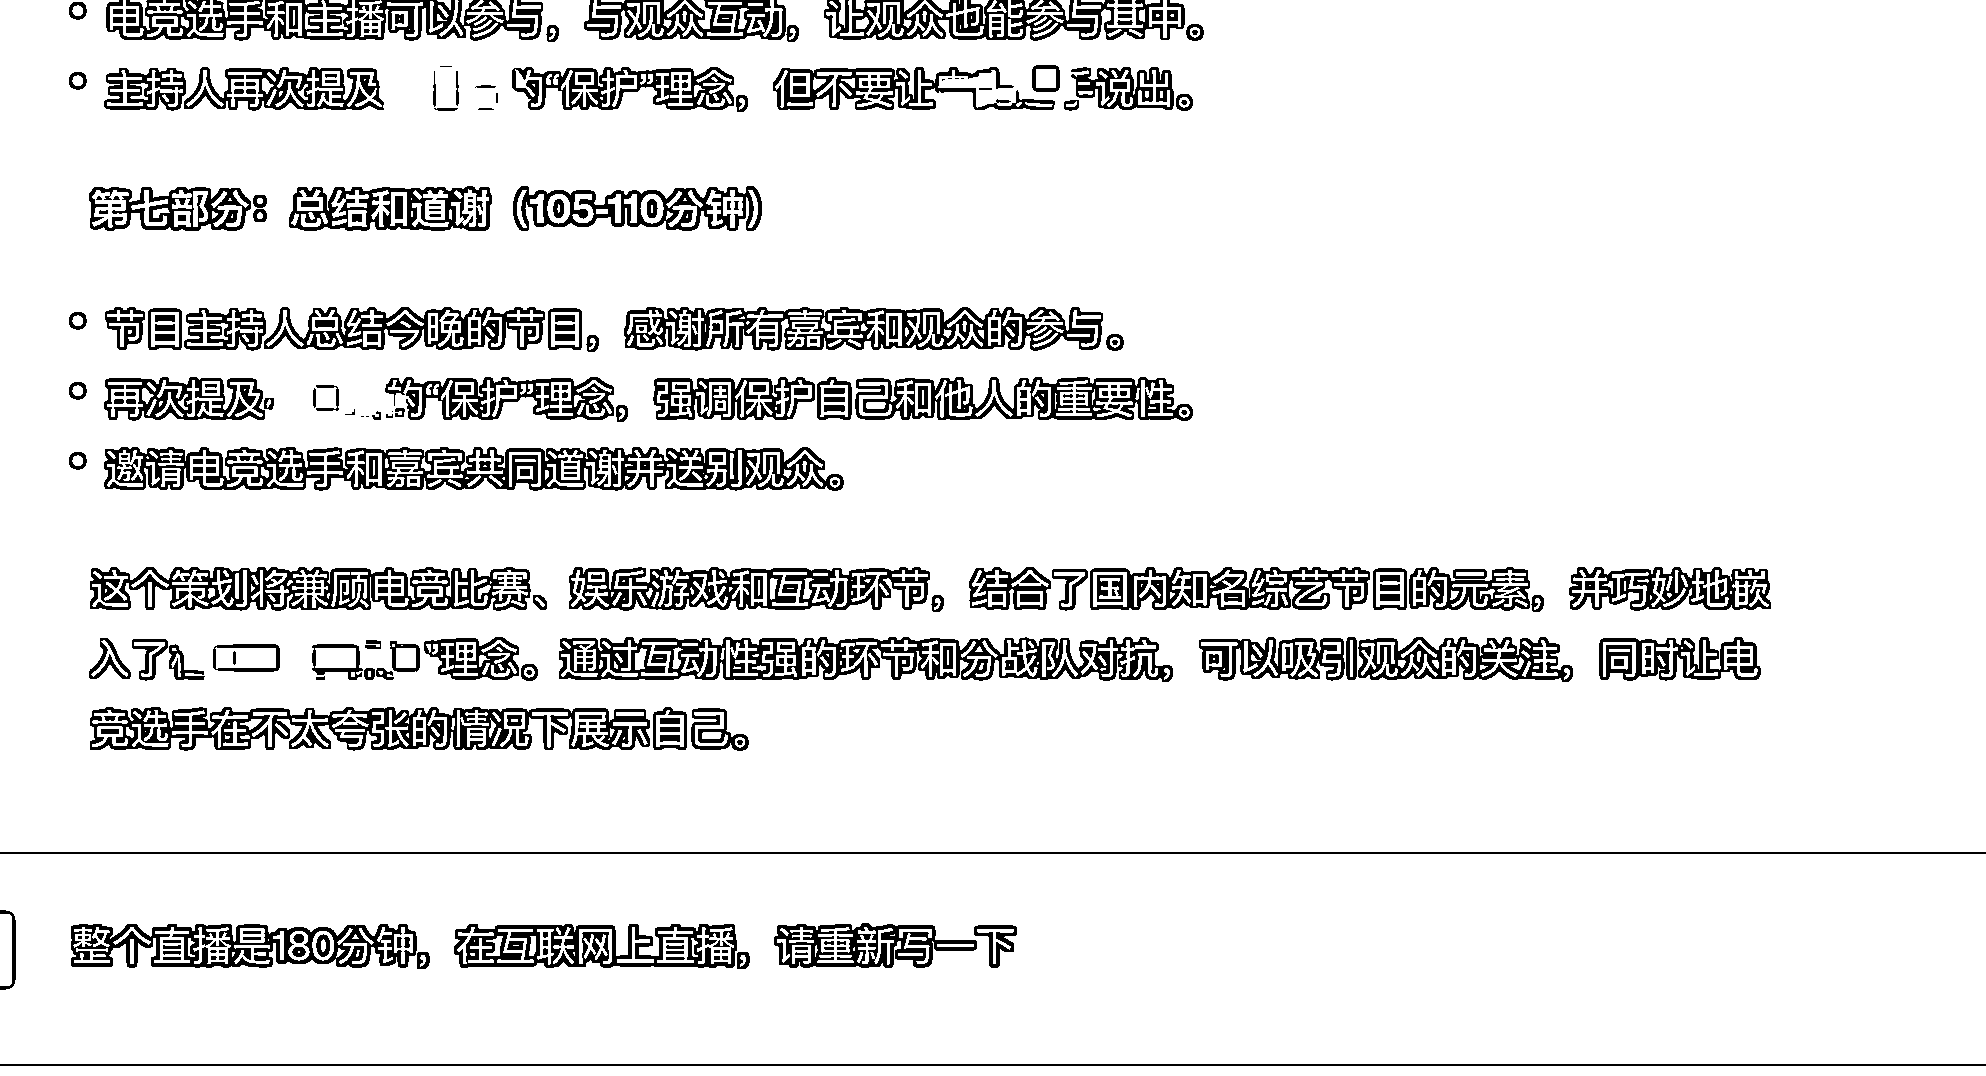 电竞选手和主播可以参与，与观众互动，让观众也能参与其中。
主持人再次提及 的“保护”理念，但不要让 说出。
第七部分：总结和道谢（105-110分钟）
节目主持人总结今晚的节目，感谢所有嘉宾和观众的参与。
再次提及 的“保护”理念，强调保护自己和他人的重要性。
邀请电竞选手和嘉宾共同道谢并送别观众。
这个策划将兼顾电竞比赛、娱乐游戏和互动环节，结合了国内知名综艺节目的元素，并巧妙地嵌
入了 ”理念。通过互动性强的环节和分战队对抗，可以吸引观众的关注，同时让电
竞选手在不太夸张的情况下展示自己。
整个直播是180分钟，在互联网上直播，请重新写一下